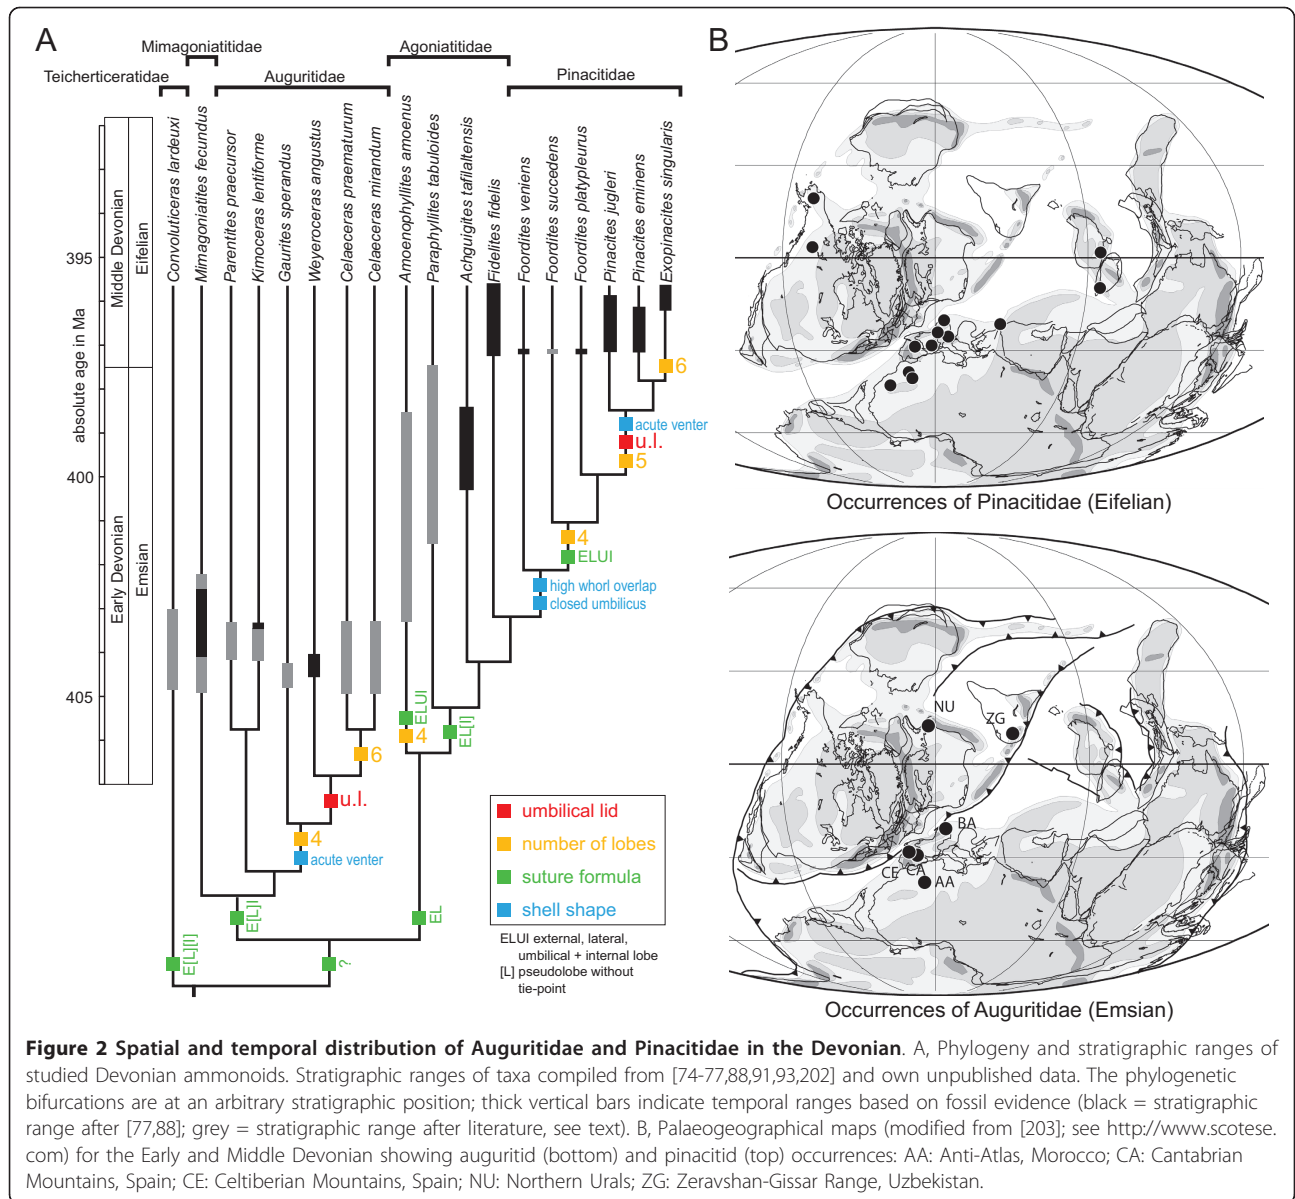 A
Mimagoniatitidae
Agoniatitidae
Teicherticeratidae
Auguritidae
Pinacitidae
Convoluticeras lardeuxi
Mimagoniatites fecundus
Parentites praecursor
Kimoceras lentiforme
Gaurites sperandus
Weyeroceras angustus
Celaeceras praematurum
Celaeceras mirandum
Amoenophyllites amoenus
Paraphyllites tabuloides
Achguigites tafilaltensis
Fidelites fidelis
Foordites veniens
Foordites succedens
Foordites platypleurus
Pinacites jugleri
Pinacites eminens
Exopinacites singularis
absolute age in Ma
Middle Devonian
Eifelian
Early Devonian
Emsian
395
400
405
6
acute venter
u.l.
5
4
ELUI
high whorl overlap
closed umbilicus
ELUI
4
EL[I]
6
u.l.
4
acute venter
E[L]I
EL
E[L][I]
?
umbilical lid
number of lobes
suture formula
shell shape
ELUI external, lateral,
umbilical + internal lobe
[L] pseudolobe without
tie-point
B
Occurrences of Pinacitidae (Eifelian)
NU
ZG
BA
CE
CA
AA
Occurrences of Auguritidae (Emsian)
Figure 2 Spatial and temporal distribution of Auguritidae and Pinacitidae in the Devonian. A, Phylogeny and stratigraphic ranges of
studied Devonian ammonoids. Stratigraphic ranges of taxa compiled from [74-77,88,91,93,202] and own unpublished data. The phylogenetic
bifurcations are at an arbitrary stratigraphic position; thick vertical bars indicate temporal ranges based on fossil evidence (black = stratigraphic
range after [77,88]; grey = stratigraphic range after literature, see text). B, Palaeogeographical maps (modified from [203]; see http://www.scotese.
com) for the Early and Middle Devonian showing auguritid (bottom) and pinacitid (top) occurrences: AA: Anti-Atlas, Morocco; CA: Cantabrian
Mountains, Spain; CE: Celtiberian Mountains, Spain; NU: Northern Urals; ZG: Zeravshan-Gissar Range, Uzbekistan.